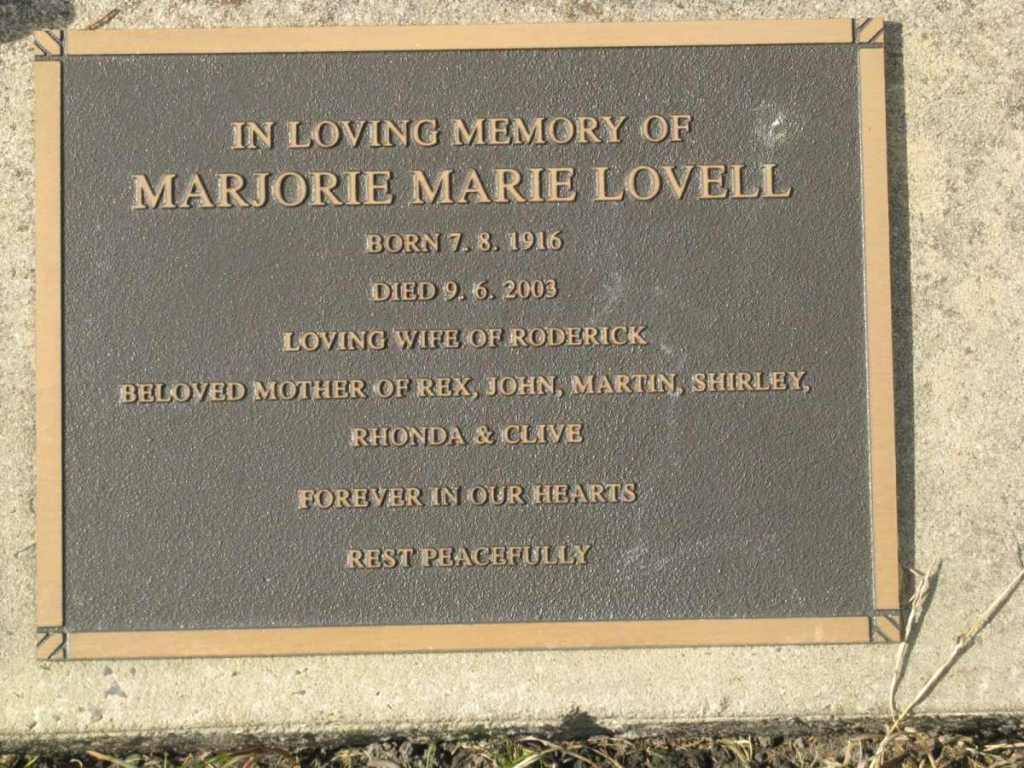 IN LOVING MEMORY OF
MARJORIE MARIE LOVELL
BORN 7. 8. 1916
DIED 9. 6. 2003
LOVING WIFE OF RODERICK
BELOVED MOTHER OF REX, JOHN, MARTIN, SHIRLEY,
RHONDA & CLIVE
FOREVER IN OUR HEARTS
REST PEACEFULLY